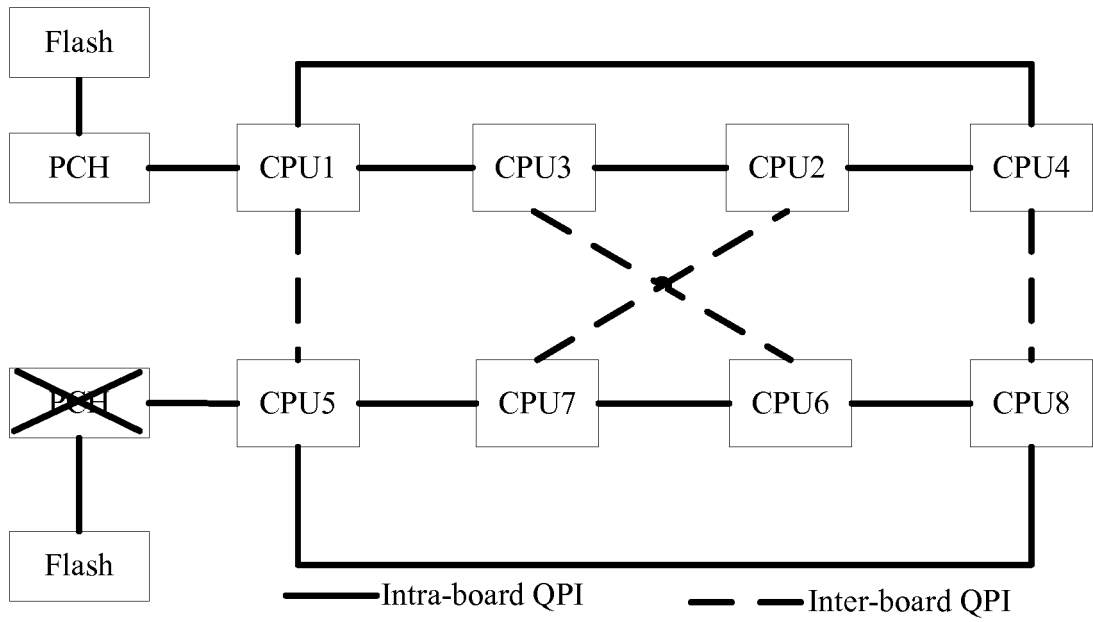 Flash
PCH
CPU1
CPU3
CPU2
CPU4
PCH
CPU5
CPU7
CPU6
CPU8
Flash
Intra-board QPI
Inter-board QPI